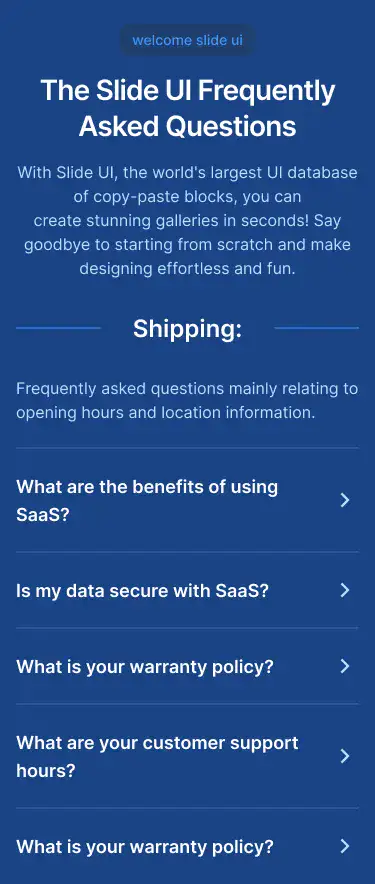 welcome slide ui
The Slide UI Frequently
Asked Questions
With Slide UI, the world's largest UI database
of copy-paste blocks, you can
create stunning galleries in seconds! Say
goodbye to starting from scratch and make
designing effortless and fun.
Shipping:
Frequently asked questions mainly relating to
opening hours and location information.
What are the benefits of using
SaaS?
Is my data secure with SaaS?
What is your warranty policy?
What are your customer support
hours?
What is your warranty policy?